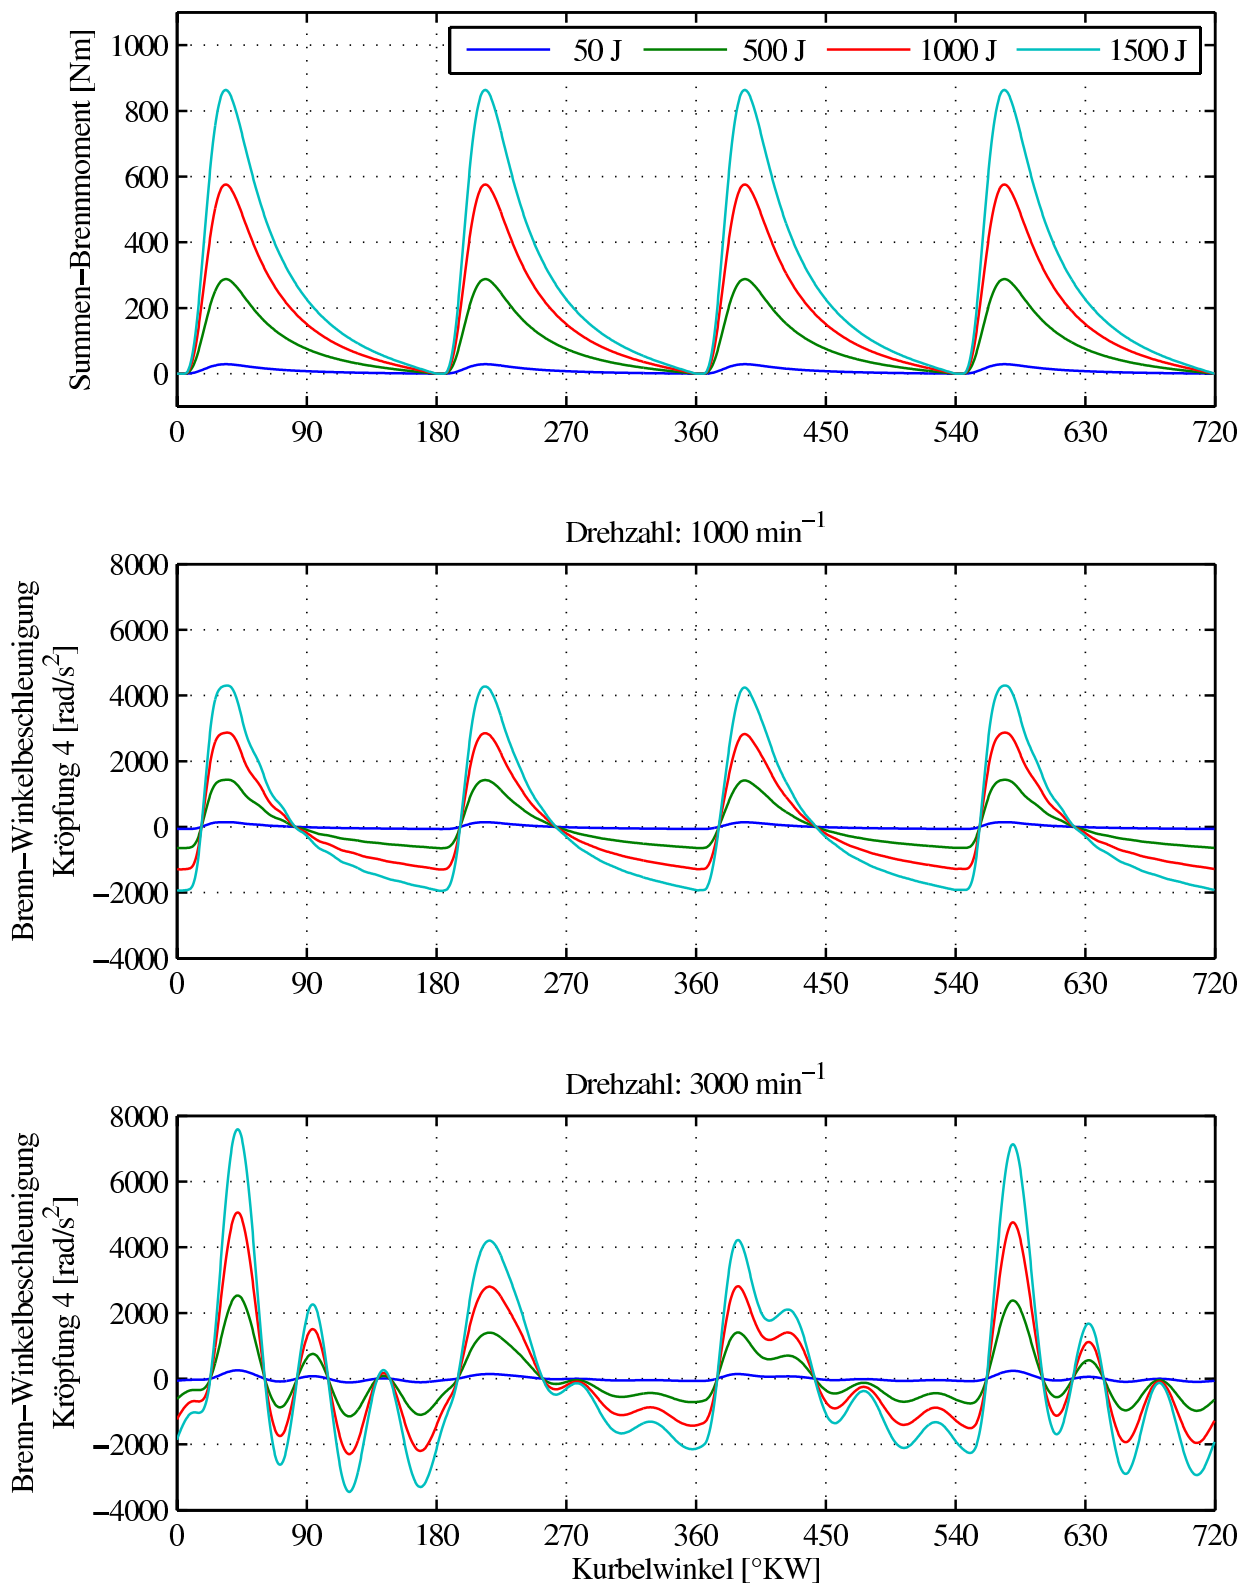 Summen−Brennmoment [Nm]
1000
800
600
400
200
0
50 J 500 J 1000 J 1500 J
0 90 180 270 360 450 540 630 720
Drehzahl: 1000 min⁻¹
Brenn−Winkelbeschleunigung
Kröpfung 4 [rad/s²]
8000
6000
4000
2000
0
−2000
−4000
0 90 180 270 360 450 540 630 720
Drehzahl: 3000 min⁻¹
Brenn−Winkelbeschleunigung
Kröpfung 4 [rad/s²]
8000
6000
4000
2000
0
−2000
−4000
0 90 180 270 360 450 540 630 720
Kurbelwinkel [°KW]